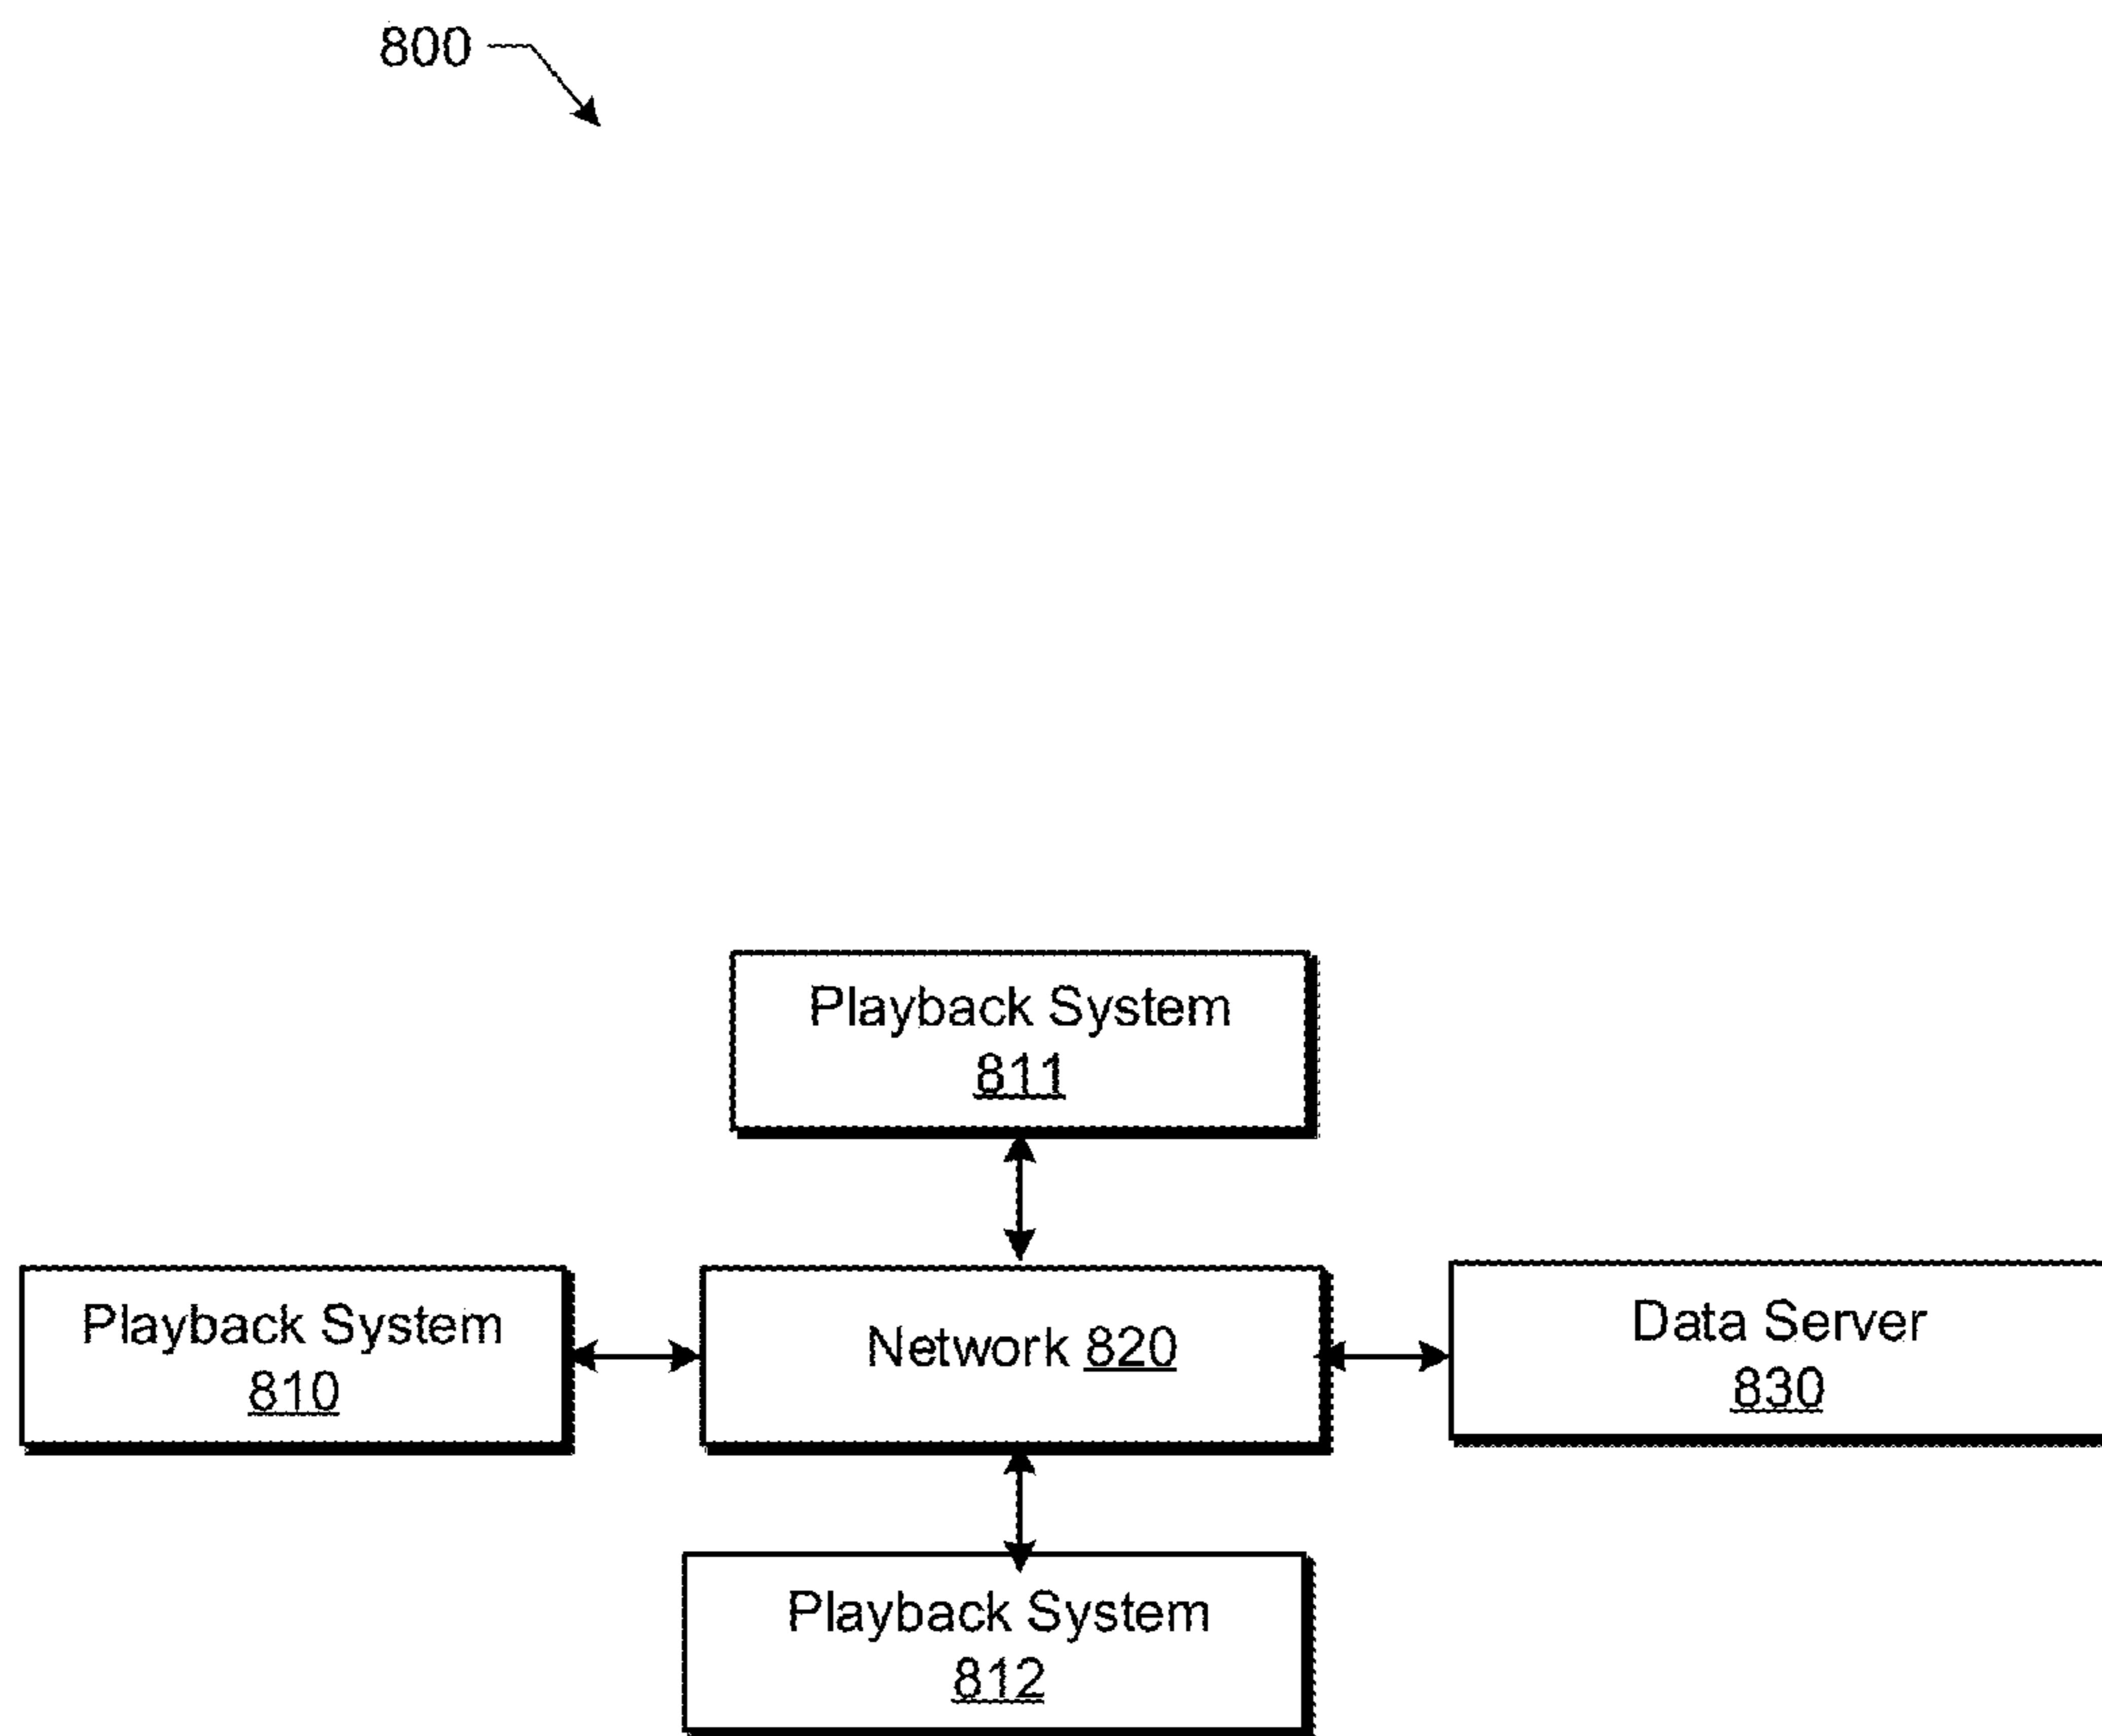 800
Playback System
811
Playback System
810
Network 820
Data Server
830
Playback System
812